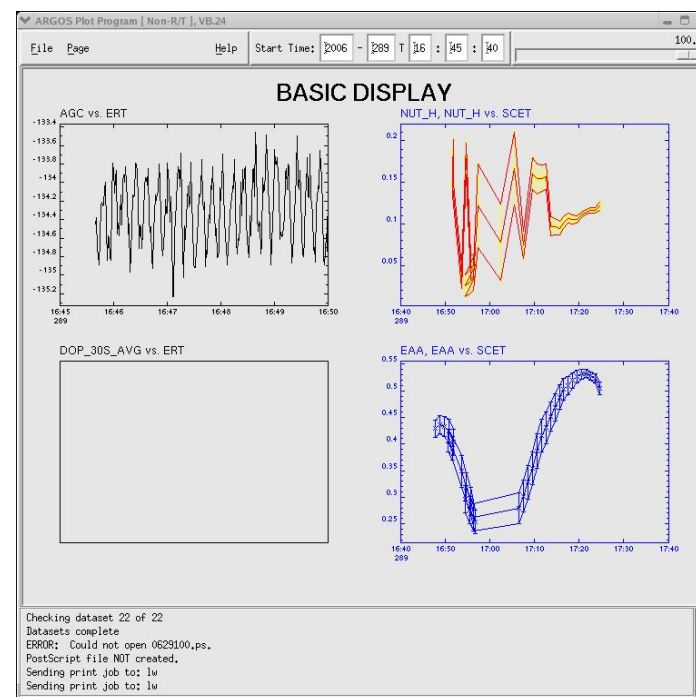 ARGOS Plot Program [ Non-R/T ], VB.24
File Page Help Start Time: 2006 - 289 T 16 : 45 : 40 100.
BASIC DISPLAY
AGC vs. ERT
-133.4
-133.6
-133.8
-134
-134.2
-134.4
-134.6
-134.8
-135
-135.2
16:45 16:46 16:47 16:48 16:49 16:50
289
NUT_H, NUT_H vs. SCET
0.2
0.15
0.1
0.05
16:40 16:50 17:00 17:10 17:20 17:30 17:40
289
DOP_30S_AVG vs. ERT
EAA, EAA vs. SCET
0.55
0.5
0.45
0.4
0.35
0.3
0.25
16:40 16:50 17:00 17:10 17:20 17:30 17:40
289
Checking dataset 22 of 22
Datasets complete
ERROR: Could not open 0629100.ps.
PostScript file NOT created.
Sending print job to: lw
Sending print job to: lw